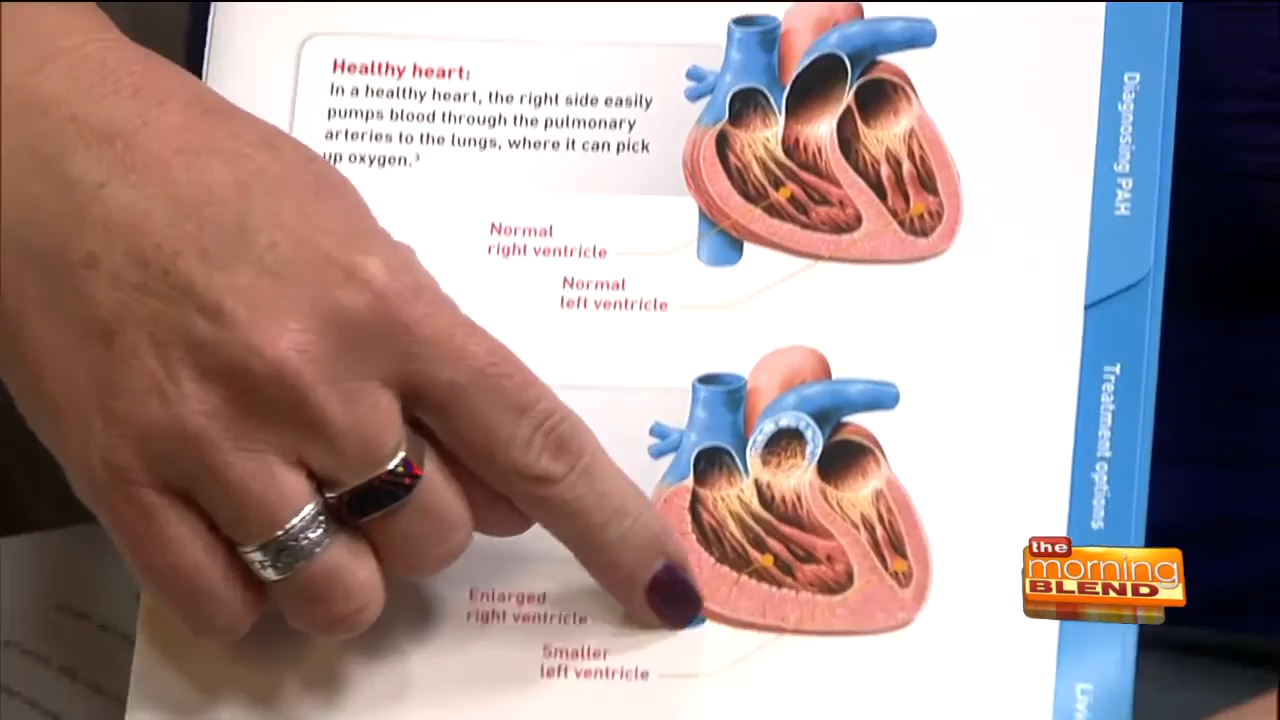 Healthy heart:
In a healthy heart, the right side easily
pumps blood through the pulmonary
arteries to the lungs, where it can pick
up oxygen.³
Normal
right ventricle
Normal
left ventricle
Enlarged
right ventricle
Smaller
left ventricle
Diagnosing PAH
Treatment options
the
morning
BLEND